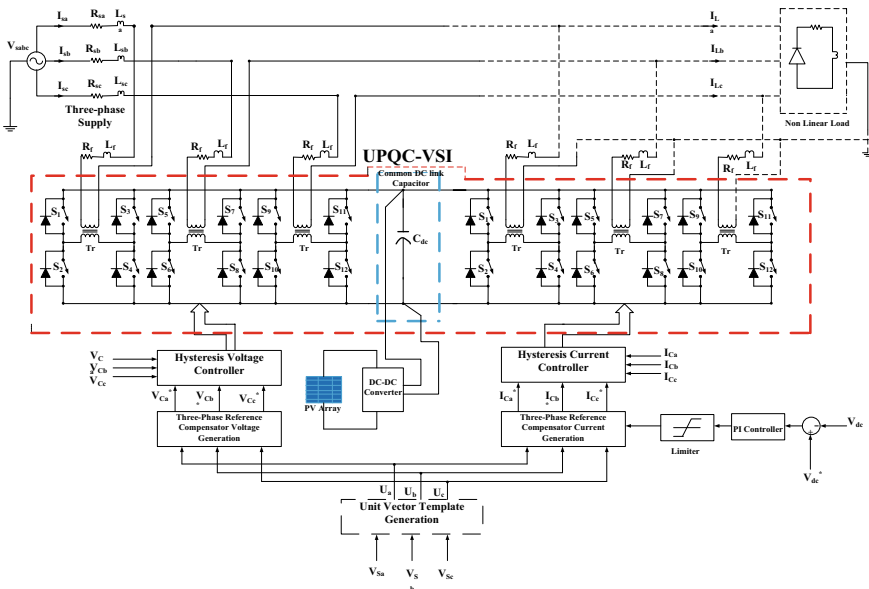 I_sa R_sa L_s a
V_sabc
I_sb R_sb L_sb
I_sc R_sc L_sc
Three-phase
Supply
I_L a
I_Lb
I_Lc
Non Linear Load
R_f L_f
R_f L_f
R_f L_f
UPQC-VSI
R_f L_f
R_f L_f
R_f L_f
Common DC link
Capacitor
S_1 S_3 S_5 S_7 S_9 S_11
Tr Tr Tr
S_2 S_4 S_6 S_8 S_10 S_12
C_dc
S_1 S_3 S_5 S_7 S_9 S_11
Tr Tr Tr
S_2 S_4 S_6 S_8 S_10 S_12
V_C a
V_Cb
V_Cc
Hysteresis Voltage
Controller
V_Ca* V_Cb* V_Cc*
Three-Phase Reference
Compensator Voltage
Generation
PV Array
DC-DC
Converter
Hysteresis Current
Controller
I_Ca
I_Cb
I_Cc
I_Ca* I_Cb* I_Cc*
Three-Phase Reference
Compensator Current
Generation
Limiter
PI Controller
+ −
V_dc
V_dc*
U_a U_b U_c
Unit Vector Template
Generation
V_Sa V_S b V_Sc